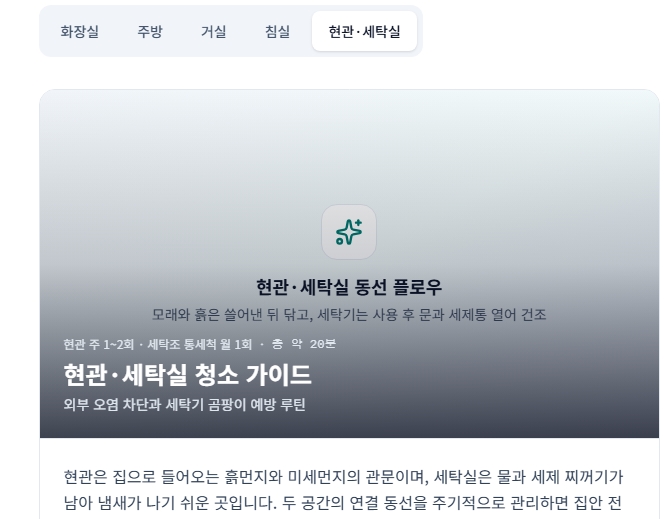 화장실
주방
거실
침실
현관·세탁실
현관·세탁실 동선 플로우
모래와 흙은 쓸어낸 뒤 닦고, 세탁기는 사용 후 문과 세제통 열어 건조
현관 주 1~2회 · 세탁조 통세척 월 1회 · 총 약 20분
현관·세탁실 청소 가이드
외부 오염 차단과 세탁기 곰팡이 예방 루틴
현관은 집으로 들어오는 흙먼지와 미세먼지의 관문이며, 세탁실은 물과 세제 찌꺼기가
남아 냄새가 나기 쉬운 곳입니다. 두 공간의 연결 동선을 주기적으로 관리하면 집안 전